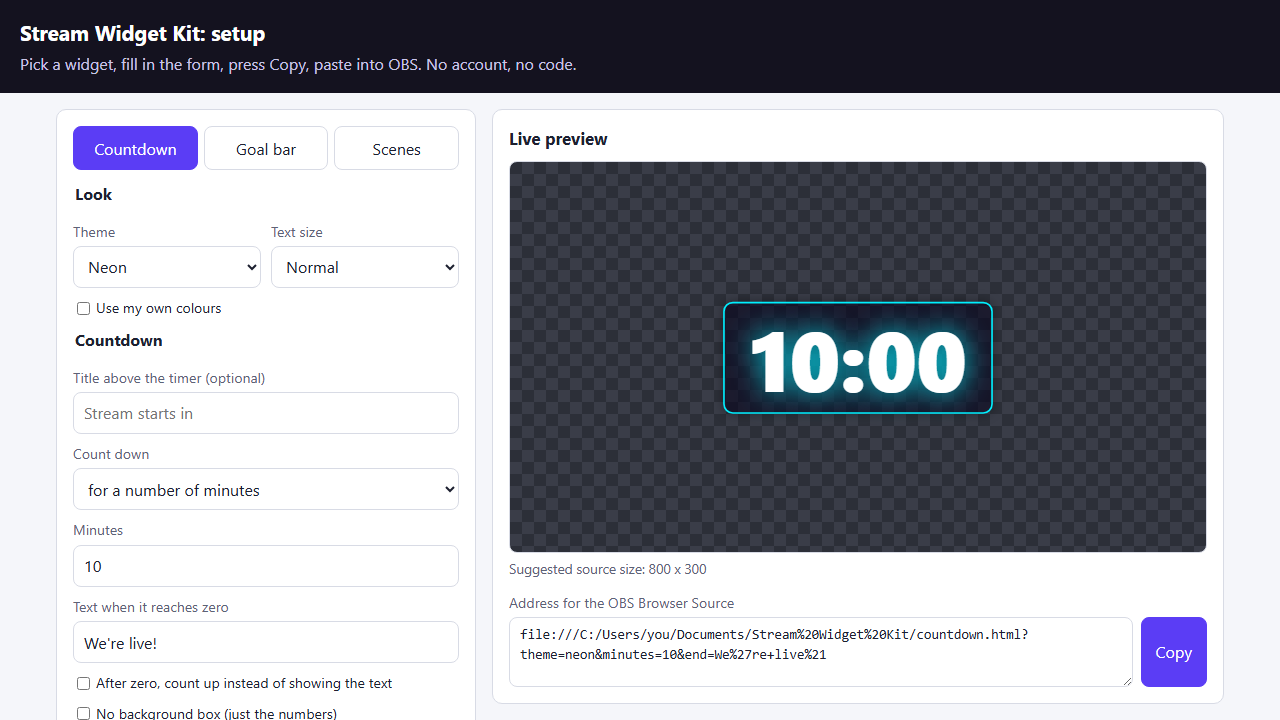 Stream Widget Kit: setup
Pick a widget, fill in the form, press Copy, paste into OBS. No account, no code.
Countdown
Goal bar
Scenes
Look
Theme
Text size
Neon
Normal
Use my own colours
Countdown
Title above the timer (optional)
Stream starts in
Count down
for a number of minutes
Minutes
10
Text when it reaches zero
We're live!
After zero, count up instead of showing the text
No background box (just the numbers)
Live preview
10:00
Suggested source size: 800 x 300
Address for the OBS Browser Source
file:///C:/Users/you/Documents/Stream%20Widget%20Kit/countdown.html?
theme=neon&minutes=10&end=We%27re+live%21
Copy